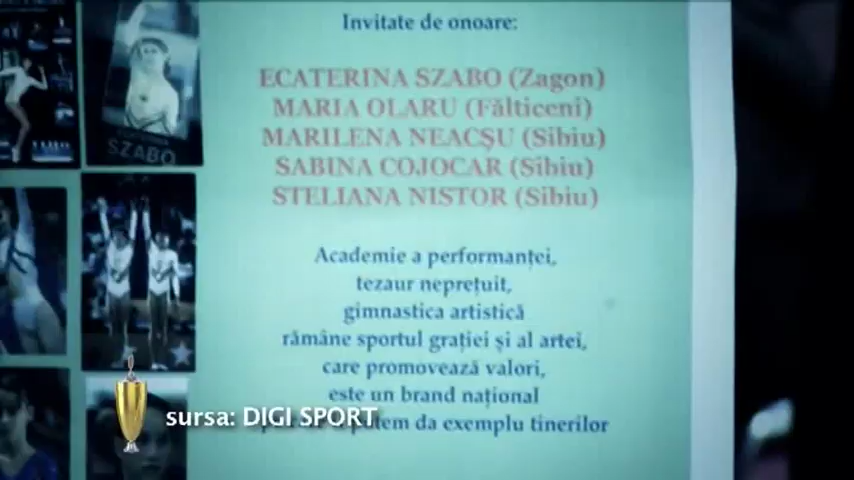 Invitate de onoare:
ECATERINA SZABO (Zagon)
MARIA OLARU (Fălticeni)
MARILENA NEACȘU (Sibiu)
SABINA COJOCAR (Sibiu)
STELIANA NISTOR (Sibiu)
SZABO
Academie a performanței,
tezaur neprețuit,
gimnastica artistică
rămâne sportul grației și al artei,
care promovează valori,
este un brand național
da exemplu tinerilor
sursa: DIGI SPORT